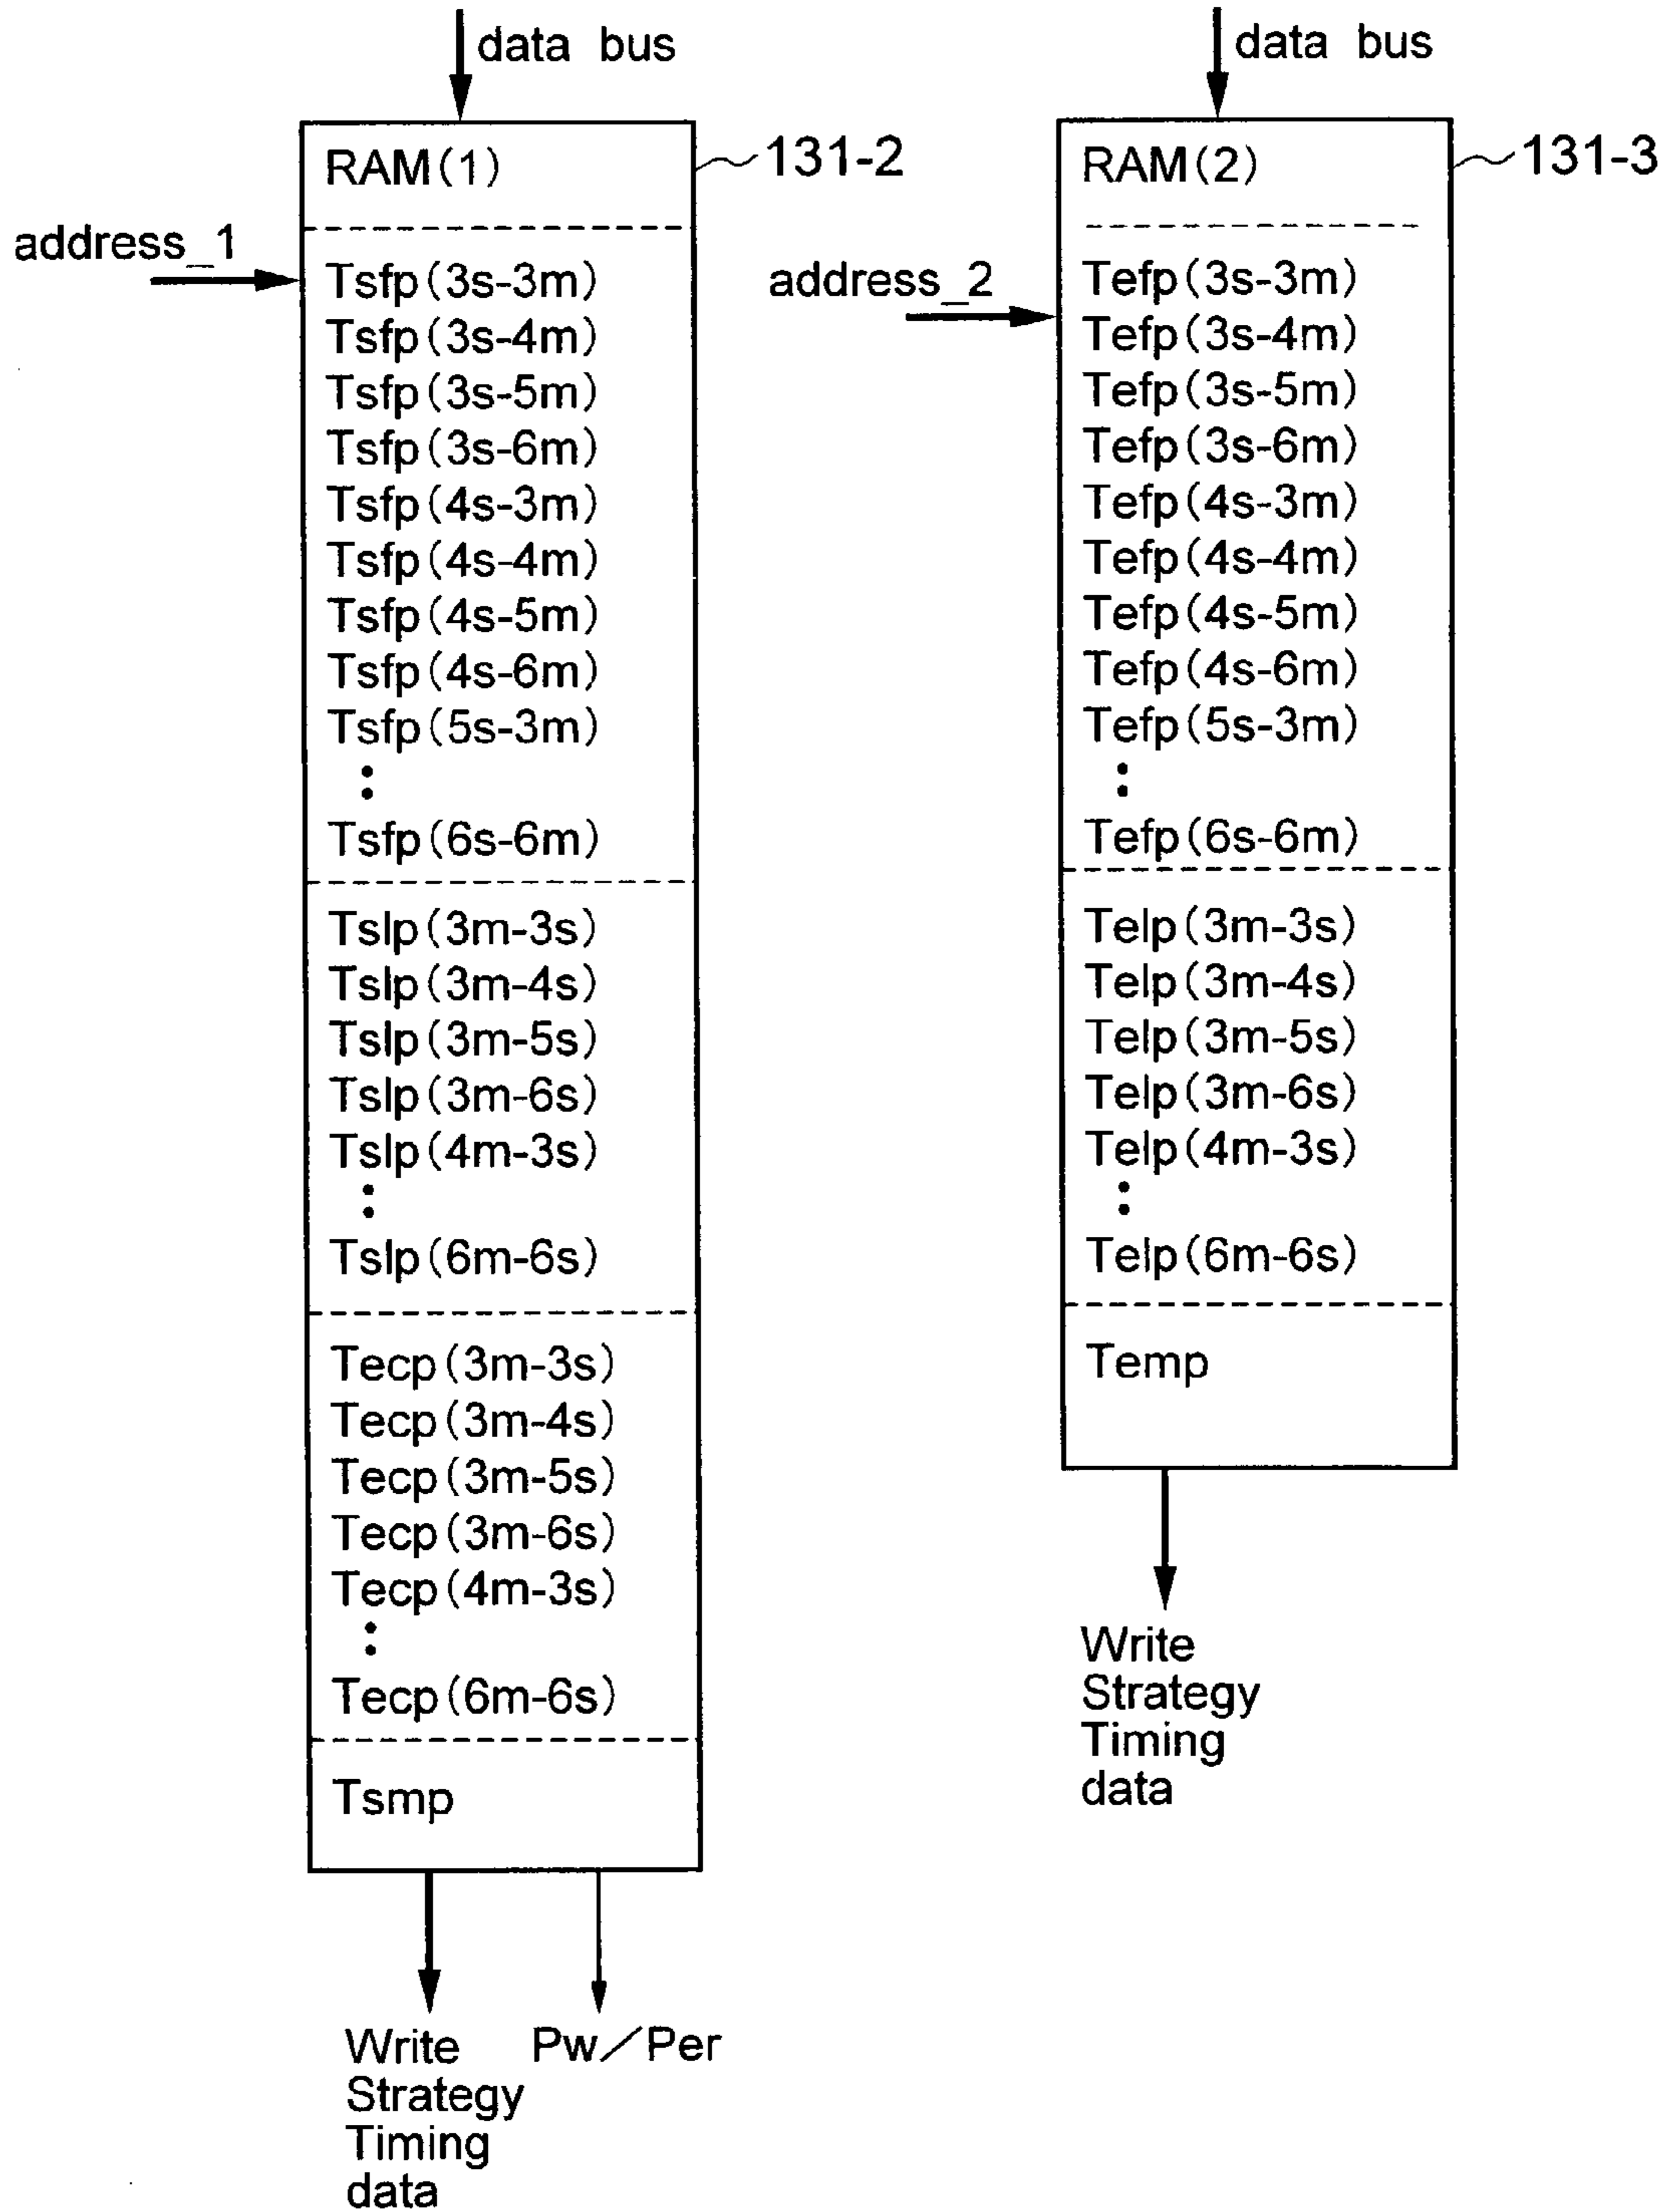 data bus
RAM(1)
131-2
address_1
Tsfp(3s-3m)
Tsfp(3s-4m)
Tsfp(3s-5m)
Tsfp(3s-6m)
Tsfp(4s-3m)
Tsfp(4s-4m)
Tsfp(4s-5m)
Tsfp(4s-6m)
Tsfp(5s-3m)
⋮
Tsfp(6s-6m)
Tslp(3m-3s)
Tslp(3m-4s)
Tslp(3m-5s)
Tslp(3m-6s)
Tslp(4m-3s)
⋮
Tslp(6m-6s)
Tecp(3m-3s)
Tecp(3m-4s)
Tecp(3m-5s)
Tecp(3m-6s)
Tecp(4m-3s)
⋮
Tecp(6m-6s)
Tsmp
Write
Strategy
Timing
data
Pw/Per
data bus
RAM(2)
131-3
address_2
Tefp(3s-3m)
Tefp(3s-4m)
Tefp(3s-5m)
Tefp(3s-6m)
Tefp(4s-3m)
Tefp(4s-4m)
Tefp(4s-5m)
Tefp(4s-6m)
Tefp(5s-3m)
⋮
Tefp(6s-6m)
Telp(3m-3s)
Telp(3m-4s)
Telp(3m-5s)
Telp(3m-6s)
Telp(4m-3s)
⋮
Telp(6m-6s)
Temp
Write
Strategy
Timing
data